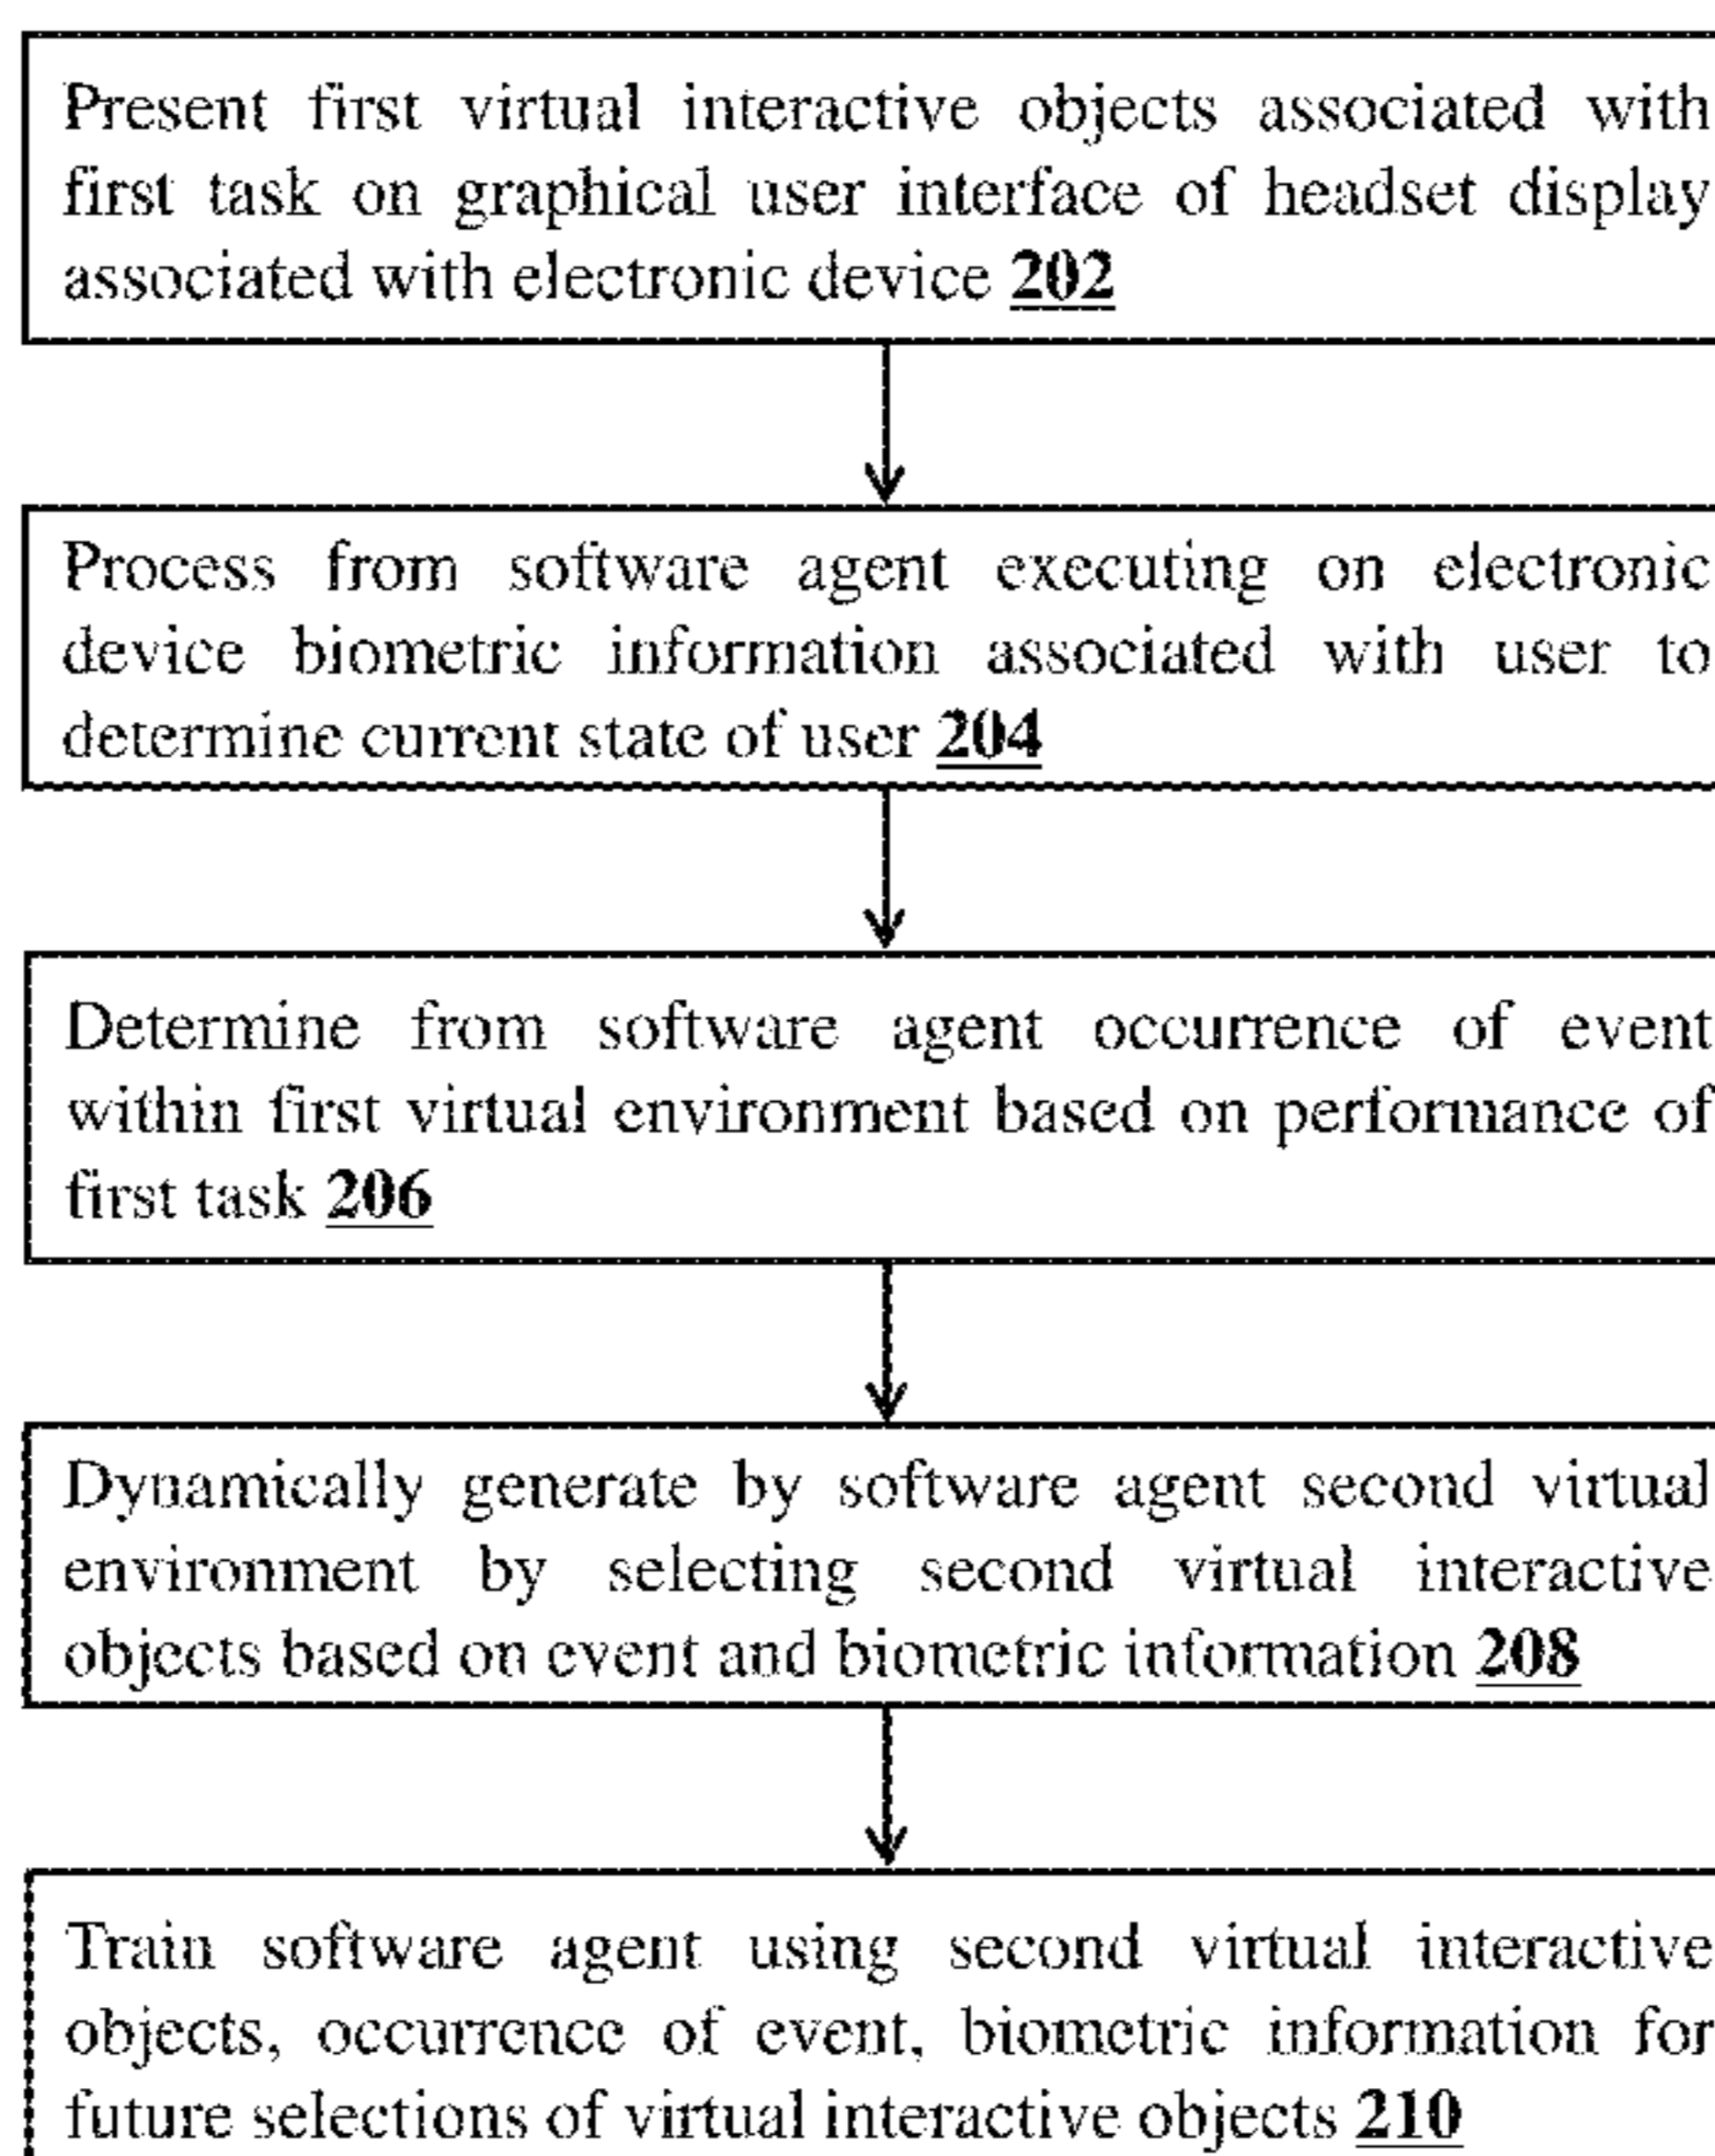 Present first virtual interactive objects associated with
first task on graphical user interface of headset display
associated with electronic device 202
Process from software agent executing on electronic
device biometric information associated with user to
determine current state of user 204
Determine from software agent occurrence of event
within first virtual environment based on performance of
first task 206
Dynamically generate by software agent second virtual
environment by selecting second virtual interactive
objects based on event and biometric information 208
Train software agent using second virtual interactive
objects, occurrence of event, biometric information for
future selections of virtual interactive objects 210